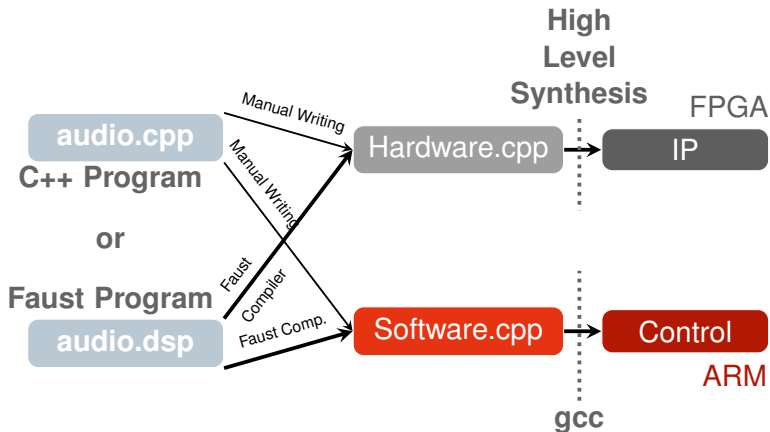 High
Level
Synthesis
FPGA
Manual Writing
audio.cpp
Hardware.cpp
IP
C++ Program
Manual Writing
or
Faust
Compiler
Faust Program
Faust Comp.
audio.dsp
Software.cpp
Control
ARM
gcc